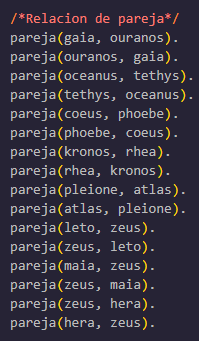 /*Relacion de pareja*/
pareja(gaia, ouranos).
pareja(ouranos, gaia).
pareja(oceanus, tethys).
pareja(tethys, oceanus).
pareja(coeus, phoebe).
pareja(phoebe, coeus).
pareja(kronos, rhea).
pareja(rhea, kronos).
pareja(pleione, atlas).
pareja(atlas, pleione).
pareja(leto, zeus).
pareja(zeus, leto).
pareja(maia, zeus).
pareja(zeus, maia).
pareja(zeus, hera).
pareja(hera, zeus).